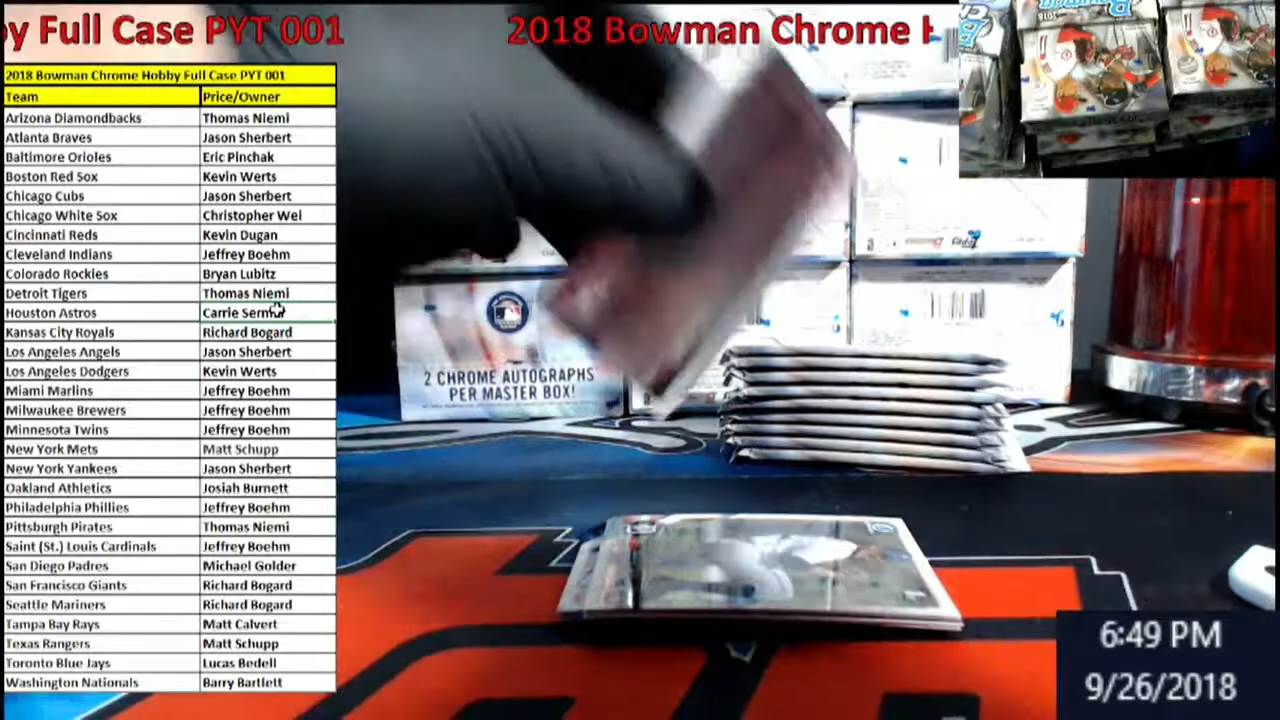 y Full Case PYT 001
2018 Bowman Chrome H
2018 Bowman Chrome Hobby Full Case PYT 001
Team Price/Owner
Arizona Diamondbacks Thomas Niemi
Atlanta Braves Jason Sherbert
Baltimore Orioles Eric Pinchak
Boston Red Sox Kevin Werts
Chicago Cubs Jason Sherbert
Chicago White Sox Christopher Wei
Cincinnati Reds Kevin Dugan
Cleveland Indians Jeffrey Boehm
Colorado Rockies Bryan Lubitz
Detroit Tigers Thomas Niemi
Houston Astros Carrie
Kansas City Royals Richard Bogard
Los Angeles Angels Jason Sherbert
Los Angeles Dodgers Kevin Werts
Miami Marlins Jeffrey Boehm
Milwaukee Brewers Jeffrey Boehm
Minnesota Twins Jeffrey Boehm
New York Mets Matt Schupp
New York Yankees Jason Sherbert
Oakland Athletics Josiah Burnett
Philadelphia Phillies Jeffrey Boehm
Pittsburgh Pirates Thomas Niemi
Saint (St.) Louis Cardinals Jeffrey Boehm
San Diego Padres Michael Golder
San Francisco Giants Richard Bogard
Seattle Mariners Richard Bogard
Tampa Bay Rays Matt Calvert
Texas Rangers Matt Schupp
Toronto Blue Jays Lucas Bedell
Washington Nationals Barry Bartlett
2 CHROME AUTOGRAPHS
PER MASTER BOX!
6:49 PM
9/26/2018